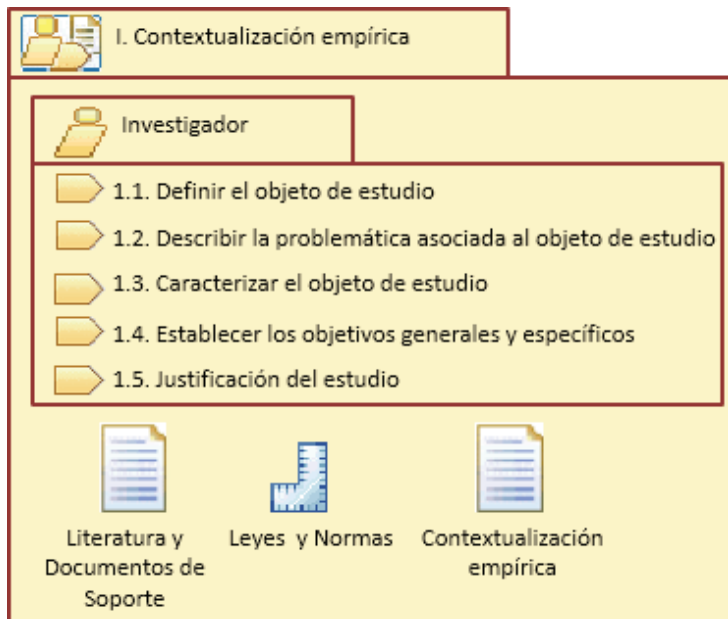 I. Contextualización empírica
Investigador
1.1. Definir el objeto de estudio
1.2. Describir la problemática asociada al objeto de estudio
1.3. Caracterizar el objeto de estudio
1.4. Establecer los objetivos generales y específicos
1.5. Justificación del estudio
Literatura y
Documentos de
Soporte
Leyes y Normas
Contextualización
empírica